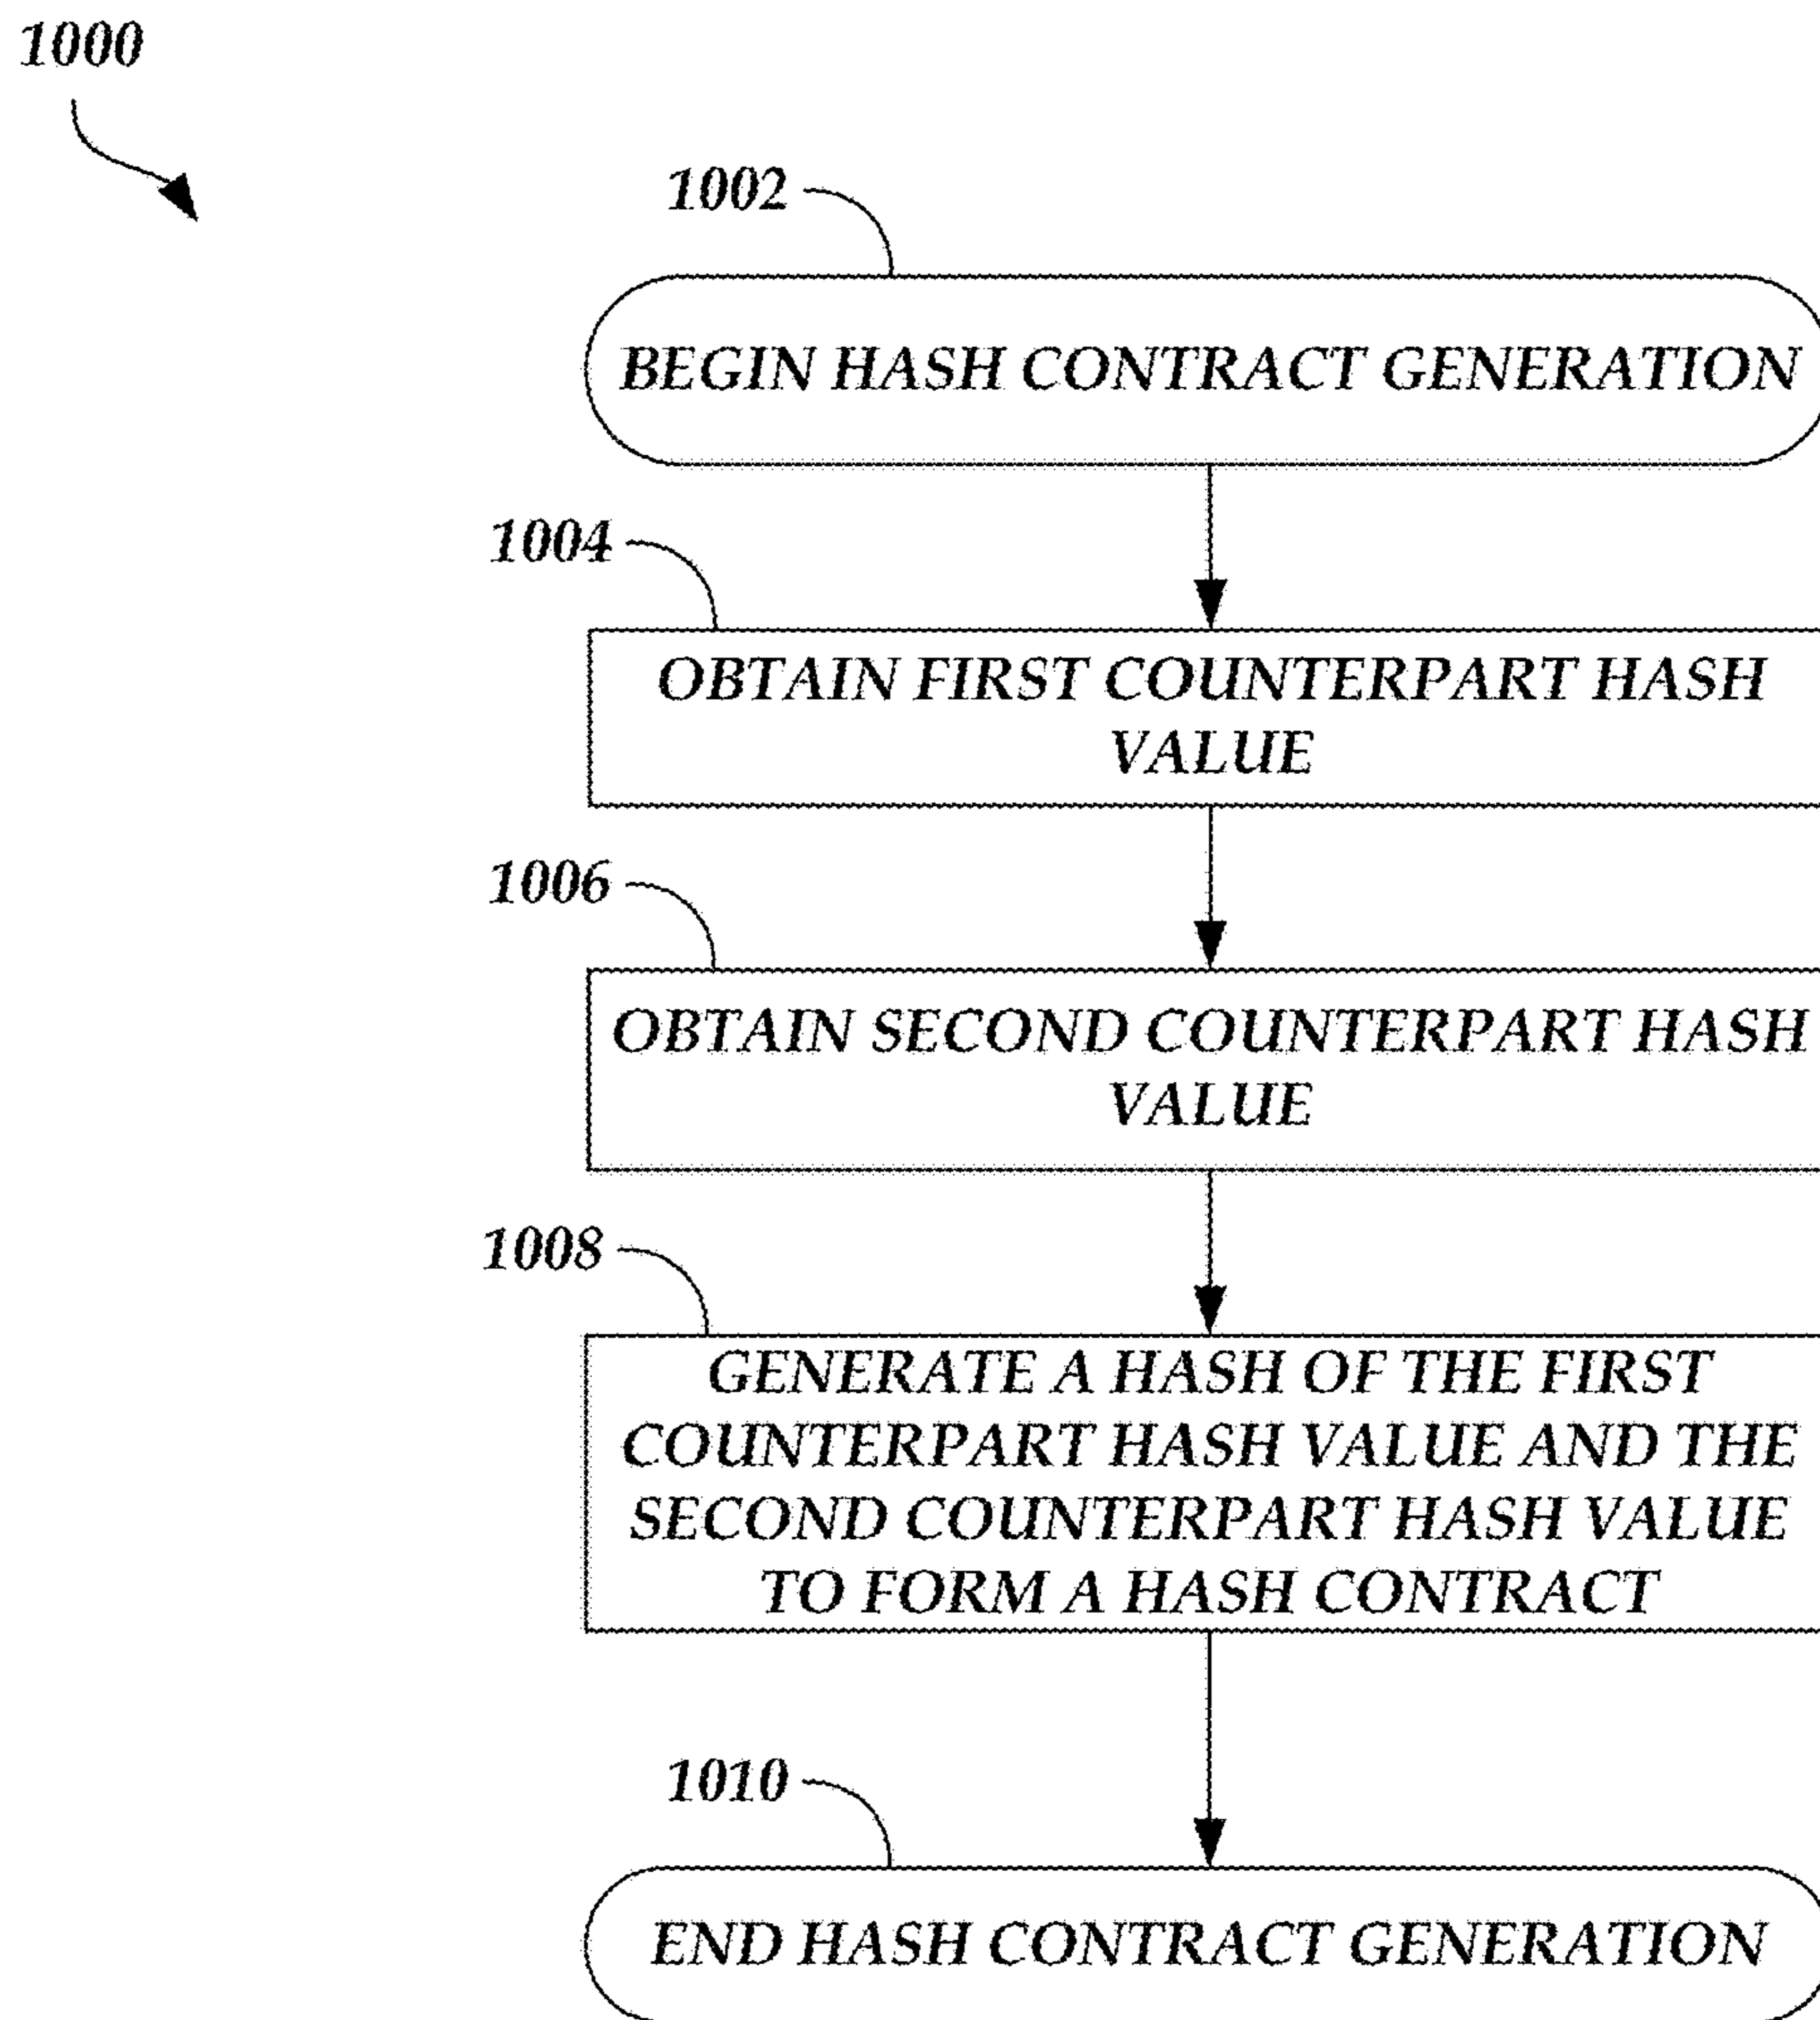 1000
1002
BEGIN HASH CONTRACT GENERATION
1004
OBTAIN FIRST COUNTERPART HASH
VALUE
1006
OBTAIN SECOND COUNTERPART HASH
VALUE
1008
GENERATE A HASH OF THE FIRST
COUNTERPART HASH VALUE AND THE
SECOND COUNTERPART HASH VALUE
TO FORM A HASH CONTRACT
1010
END HASH CONTRACT GENERATION